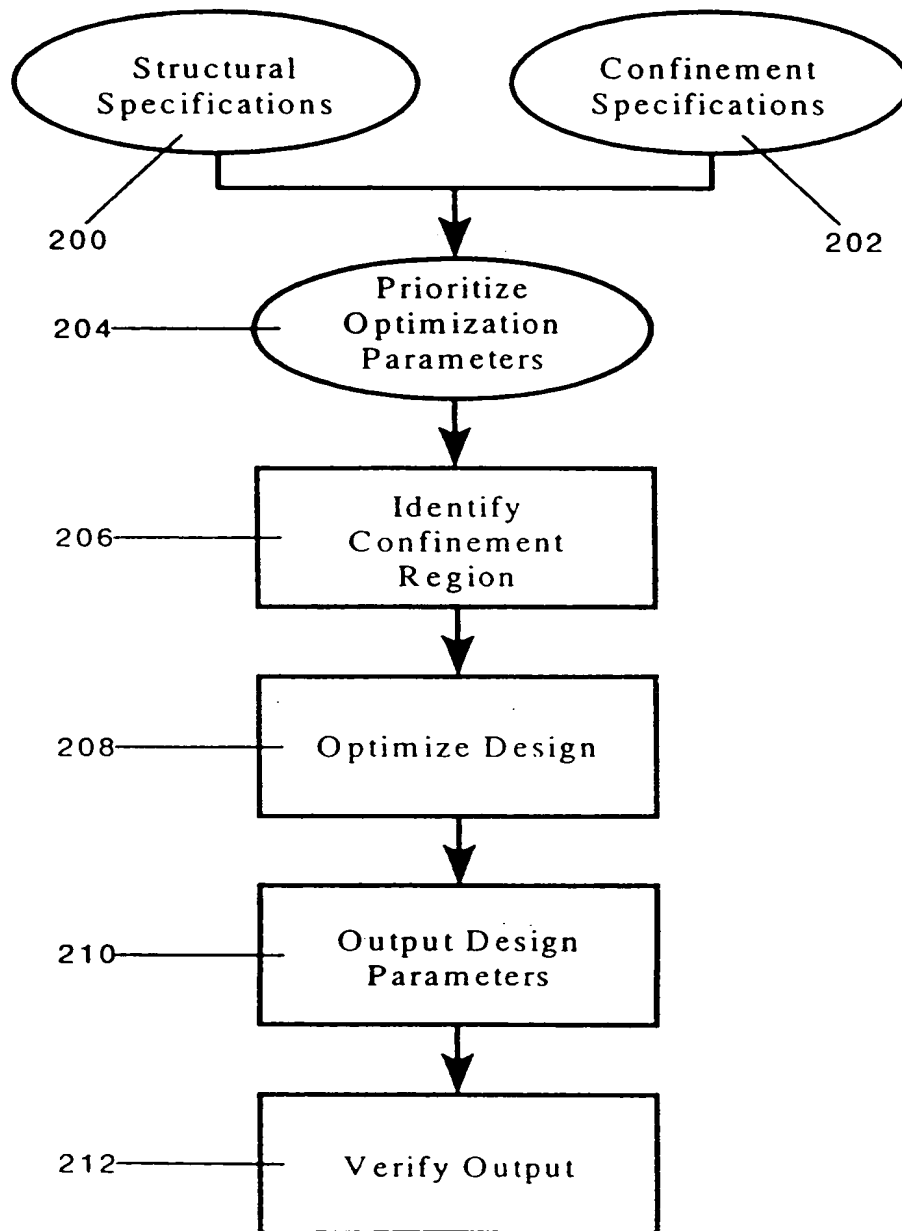 Structural
Specifications
Confinement
Specifications
200
202
Prioritize
Optimization
Parameters
204
Identify
Confinement
Region
206
Optimize Design
208
Output Design
Parameters
210
Verify Output
212